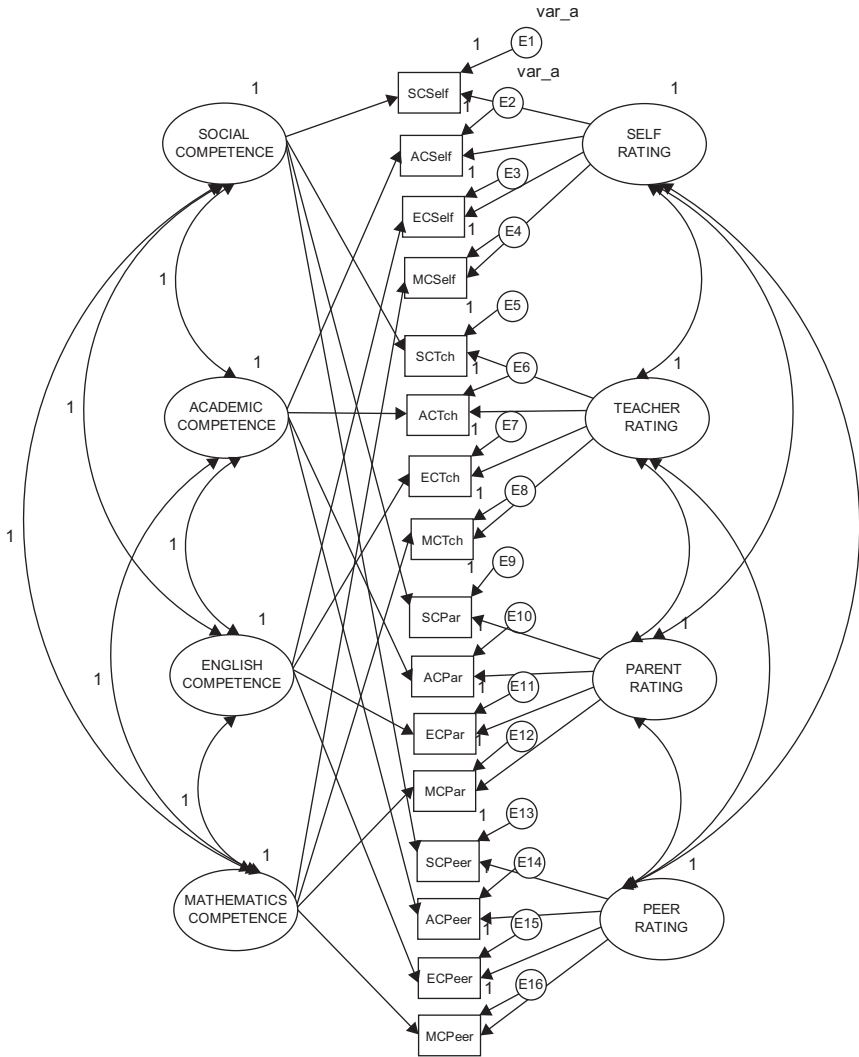 var_a
1
E1
var_a
1
1
SCSelf
E2
1
SOCIAL
COMPETENCE
SELF
RATING
ACSelf
1
E3
ECSelf
1
E4
1
MCSelf
1
E5
SCTch
1
E6
1
1
ACADEMIC
COMPETENCE
ACTch
1
E7
TEACHER
RATING
1
ECTch
1
E8
1
1
MCTch
1
E9
SCPar
1
E10
1
1
ENGLISH
COMPETENCE
ACPar
1
E11
PARENT
RATING
1
ECPar
1
E12
MCPar
1
1
E13
SCPeer
1
E14
1
1
MATHEMATICS
COMPETENCE
ACPeer
1
E15
PEER
RATING
ECPeer
1
E16
MCPeer